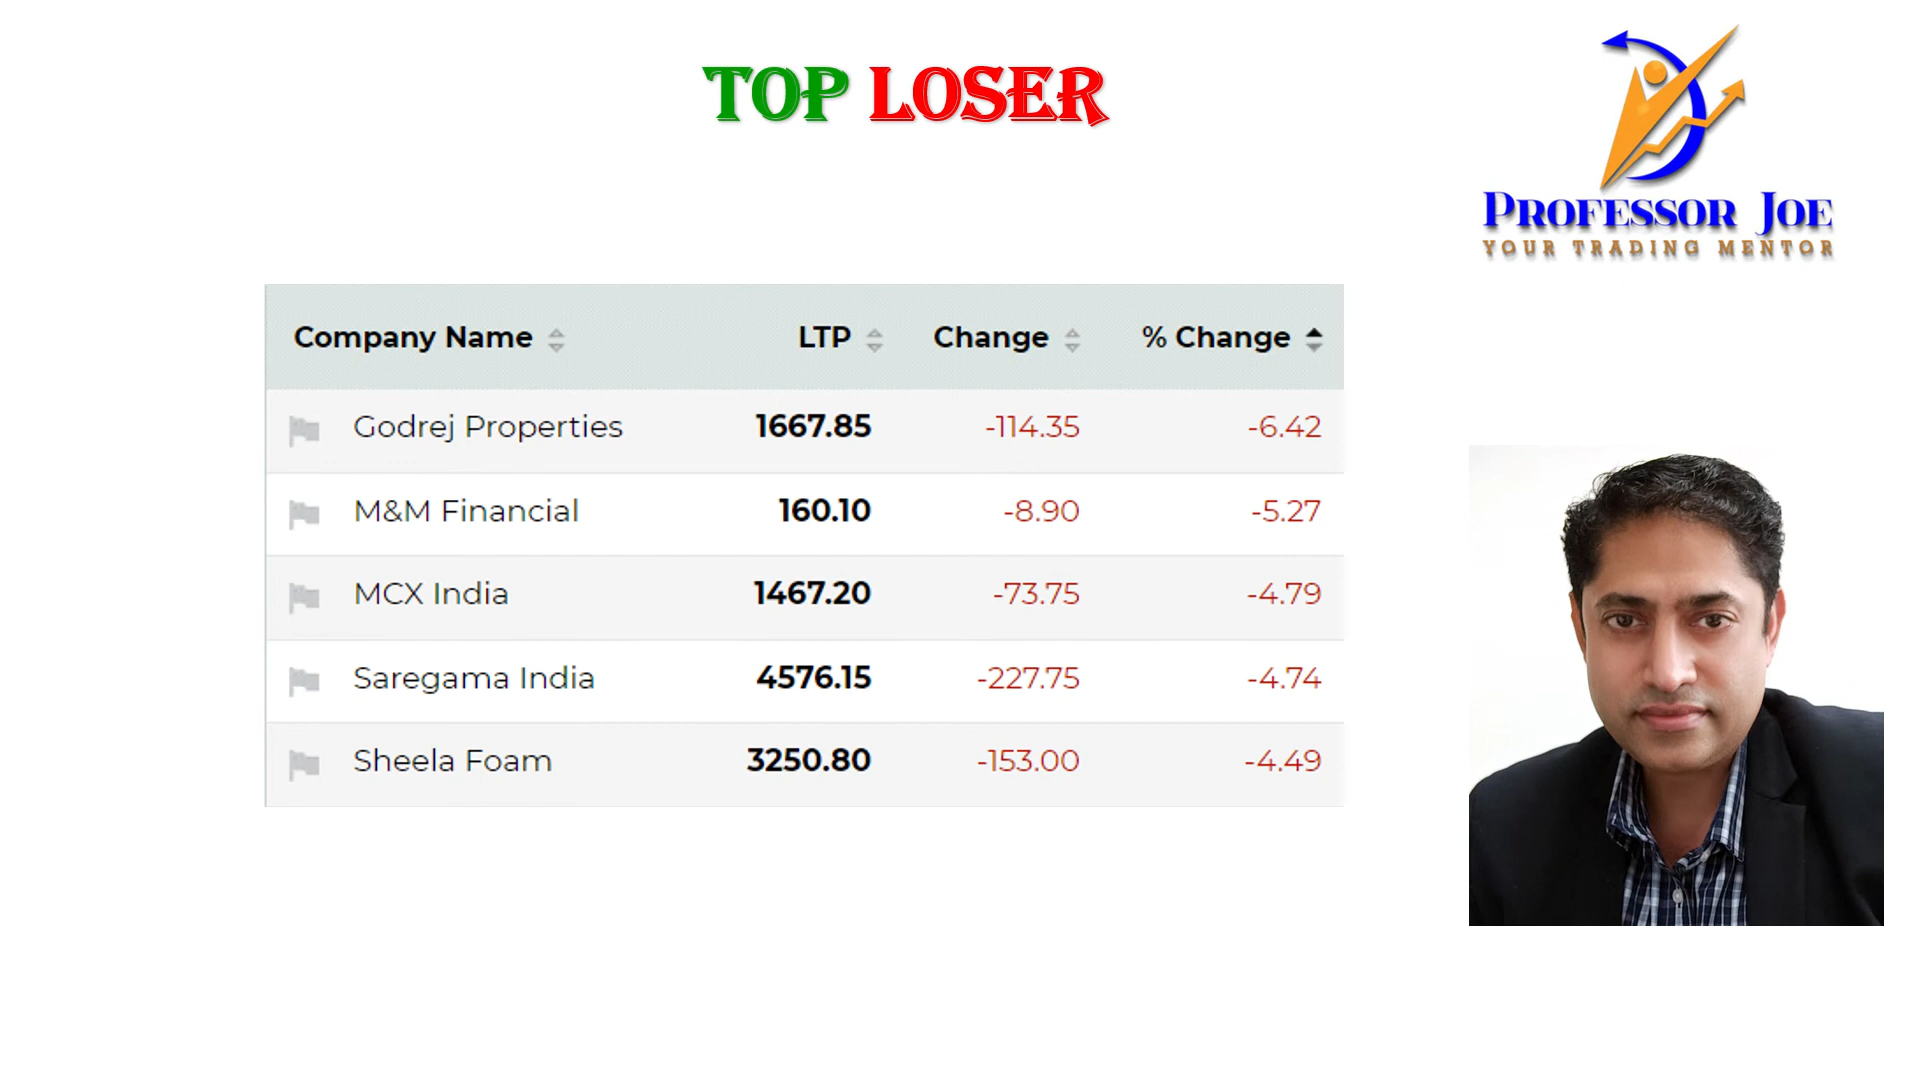 TOP LOSER
PROFESSOR JOE
YOUR TRADING MENTOR
Company Name LTP Change % Change
Godrej Properties 1667.85 -114.35 -6.42
M&M Financial 160.10 -8.90 -5.27
MCX India 1467.20 -73.75 -4.79
Saregama India 4576.15 -227.75 -4.74
Sheela Foam 3250.80 -153.00 -4.49